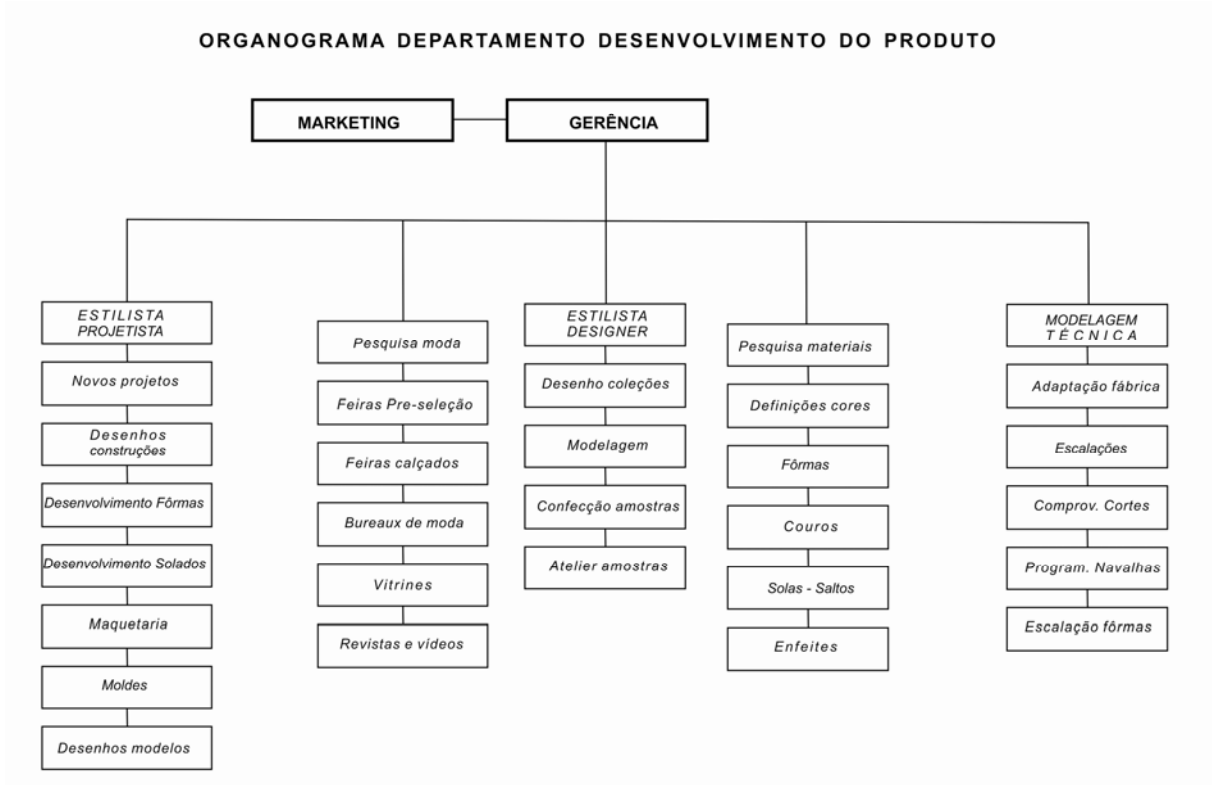 ORGANOGRAMA DEPARTAMENTO DESENVOLVIMENTO DO PRODUTO
MARKETING
GERÊNCIA
ESTILISTA
PROJETISTA
Novos projetos
Desenhos
construções
Desenvolvimento Fôrmas
Desenvolvimento Solados
Maquetaria
Moldes
Desenhos modelos
Pesquisa moda
Feiras Pre-seleção
Feiras calçados
Bureaux de moda
Vitrines
Revistas e vídeos
ESTILISTA
DESIGNER
Desenho coleções
Modelagem
Confecção amostras
Atelier amostras
Pesquisa materiais
Definições cores
Fôrmas
Couros
Solas - Saltos
Enfeites
MODELAGEM
TÉCNICA
Adaptação fábrica
Escalações
Comprov. Cortes
Program. Navalhas
Escalação fôrmas